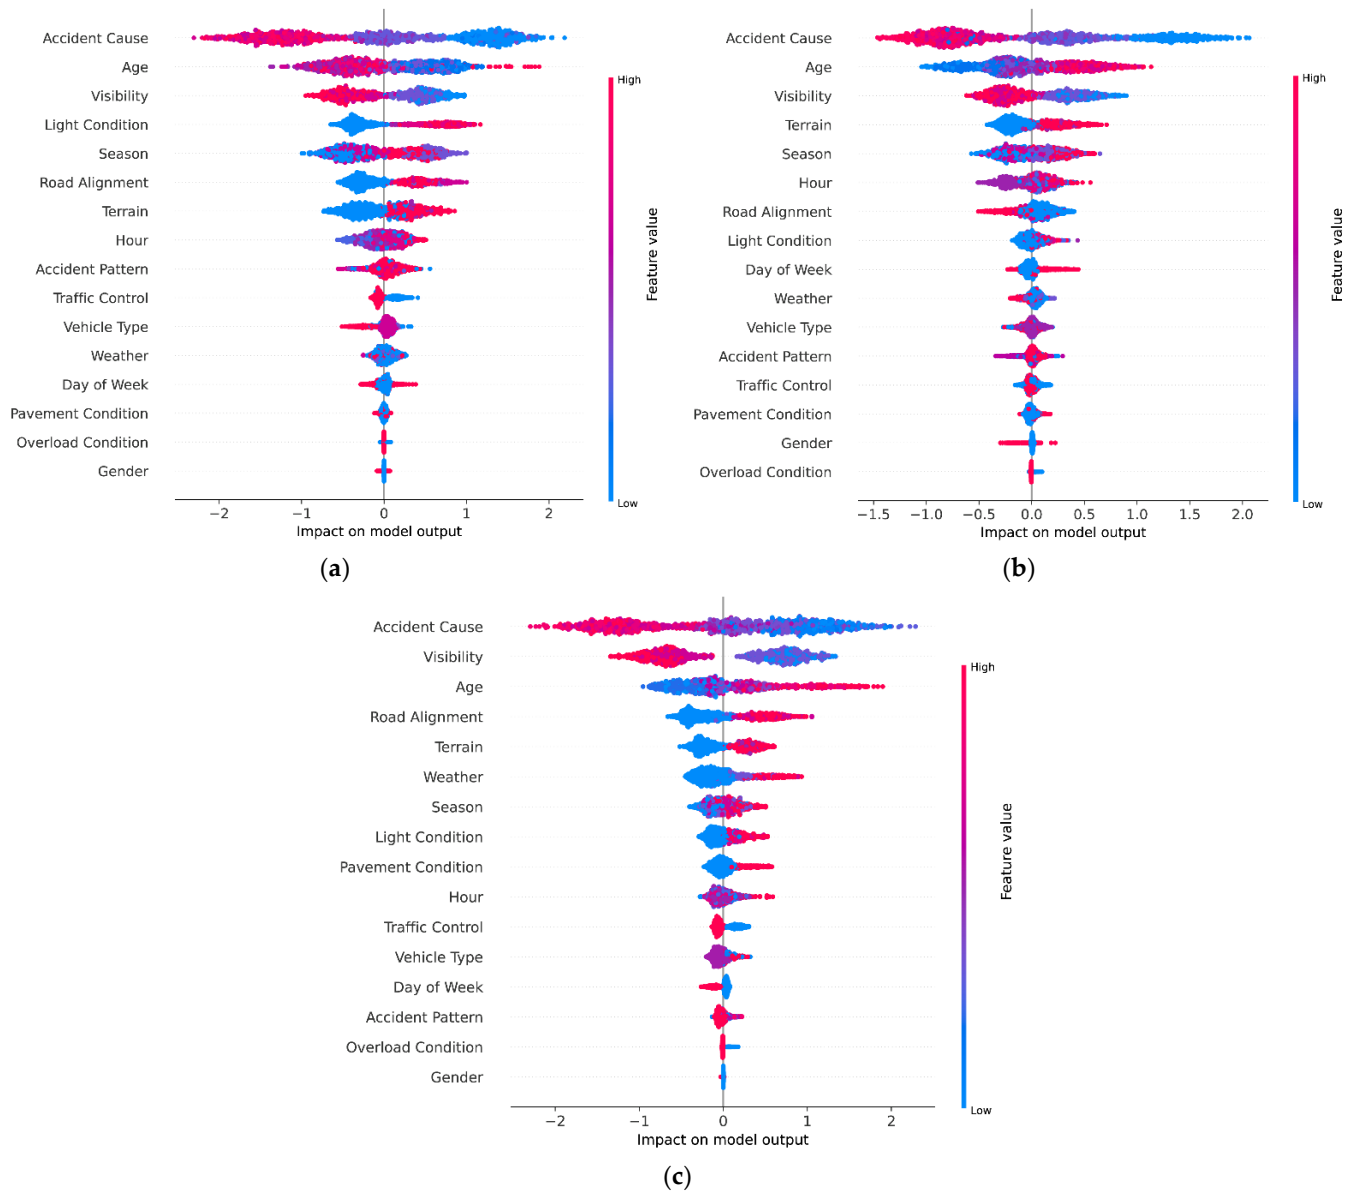 Accident Cause
Age
Visibility
Light Condition
Season
Road Alignment
Terrain
Hour
Accident Pattern
Traffic Control
Vehicle Type
Weather
Day of Week
Pavement Condition
Overload Condition
Gender
−2 −1 0 1 2
Impact on model output
High
Feature value
Low
(a)
Accident Cause
Age
Visibility
Terrain
Season
Hour
Road Alignment
Light Condition
Day of Week
Weather
Vehicle Type
Accident Pattern
Traffic Control
Pavement Condition
Gender
Overload Condition
−1.5 −1.0 −0.5 0.0 0.5 1.0 1.5 2.0
Impact on model output
High
Feature value
Low
(b)
Accident Cause
Visibility
Age
Road Alignment
Terrain
Weather
Season
Light Condition
Pavement Condition
Hour
Traffic Control
Vehicle Type
Day of Week
Accident Pattern
Overload Condition
Gender
−2 −1 0 1 2
Impact on model output
High
Feature value
Low
(c)